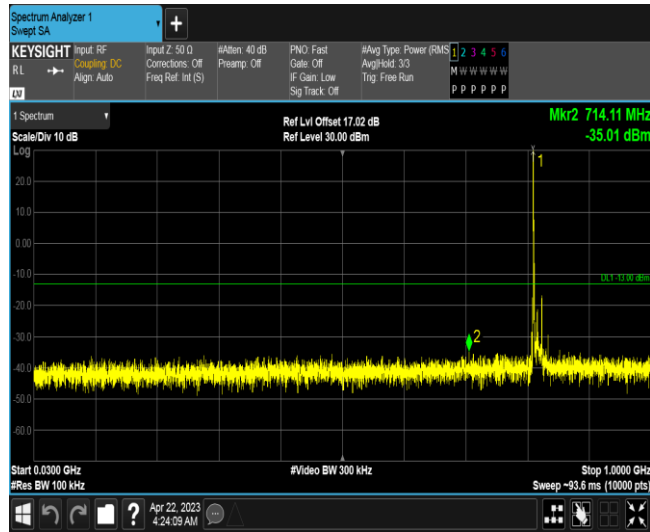 Spectrum Analyzer 1
Swept SA
KEYSIGHT
RL
LXI
Input: RF
Coupling: DC
Align: Auto
Input Z: 50 Ω
Corrections: Off
Freq Ref: Int (S)
#Atten: 40 dB
Preamp: Off
PNO: Fast
Gate: Off
IF Gain: Low
Sig Track: Off
#Avg Type: Power (RMS
Avg|Hold: 3/3
Trig: Free Run
1 2 3 4 5 6
M W W W W W
P P P P P P
1 Spectrum
Scale/Div 10 dB
Log
Ref Lvl Offset 17.02 dB
Ref Level 30.00 dBm
Mkr2 714.11 MHz
-35.01 dBm
1
20.0
10.0
0.00
-10.0
DL1 -13.00 dBm
-20.0
-30.0
2
-40.0
-50.0
-60.0
Start 0.0300 GHz
#Res BW 100 kHz
#Video BW 300 kHz
Stop 1.0000 GHz
Sweep ~93.6 ms (10000 pts)
?
Apr 22, 2023
4:24:09 AM